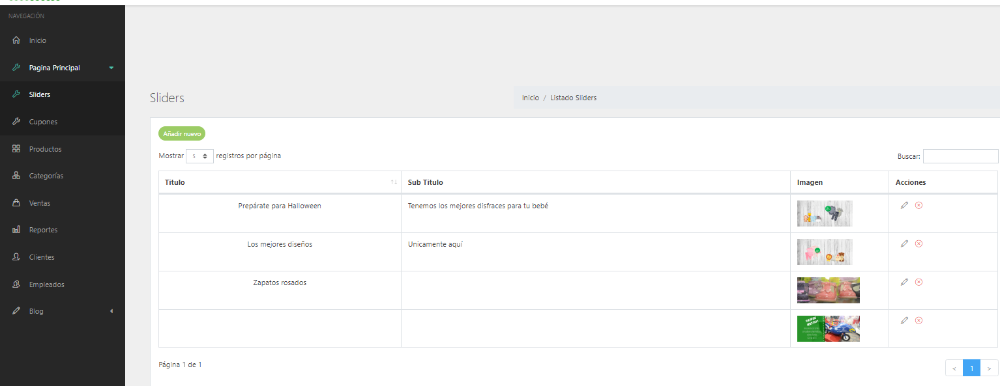 NAVEGACIÓN
Inicio
Pagina Principal
Sliders
Cupones
Productos
Categorías
Ventas
Reportes
Clientes
Empleados
Blog
Sliders
Inicio / Listado Sliders
Añadir nuevo
Mostrar 5 registros por página
Buscar:
Titulo Sub Titulo Imagen Acciones
Prepárate para Halloween Tenemos los mejores disfraces para tu bebé
Los mejores diseños Unicamente aquí
Zapatos rosados
Página 1 de 1
< 1 >